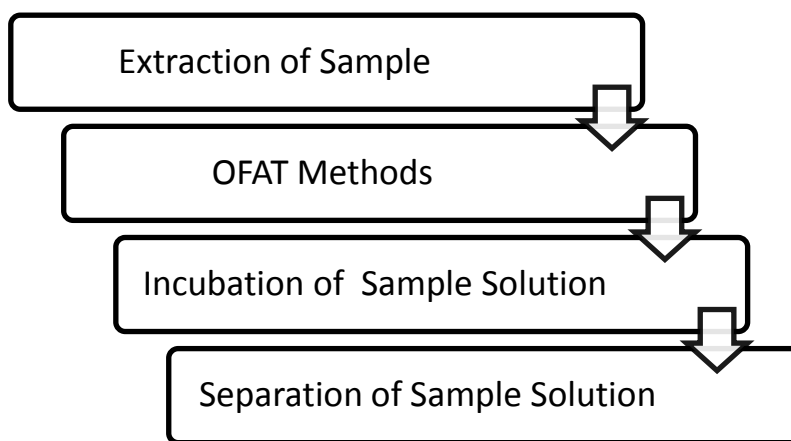 Extraction of Sample
OFAT Methods
Incubation of  Sample Solution
Separation of Sample Solution